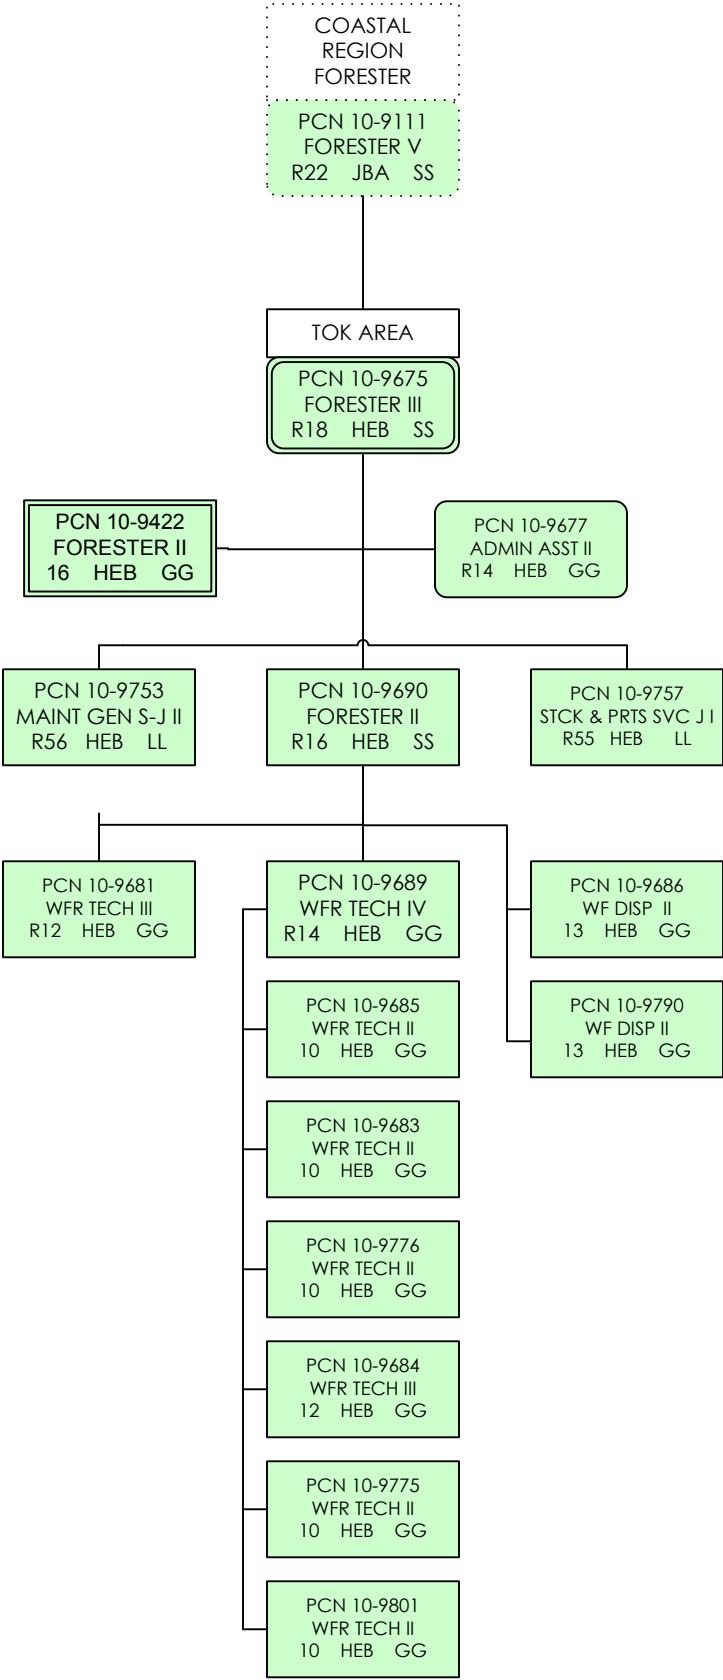 COASTAL
REGION
FORESTER
PCN 10-9111
FORESTER V
R22 JBA SS
TOK AREA
PCN 10-9675
FORESTER III
R18 HEB SS
PCN 10-9422
FORESTER II
16 HEB GG
PCN 10-9677
ADMIN ASST II
R14 HEB GG
PCN 10-9753
MAINT GEN S-J II
R56 HEB LL
PCN 10-9690
FORESTER II
R16 HEB SS
PCN 10-9757
STCK & PRTS SVC J I
R55 HEB LL
PCN 10-9681
WFR TECH III
R12 HEB GG
PCN 10-9689
WFR TECH IV
R14 HEB GG
PCN 10-9686
WF DISP II
13 HEB GG
PCN 10-9685
WFR TECH II
10 HEB GG
PCN 10-9790
WF DISP II
13 HEB GG
PCN 10-9683
WFR TECH II
10 HEB GG
PCN 10-9776
WFR TECH II
10 HEB GG
PCN 10-9684
WFR TECH III
12 HEB GG
PCN 10-9775
WFR TECH II
10 HEB GG
PCN 10-9801
WFR TECH II
10 HEB GG